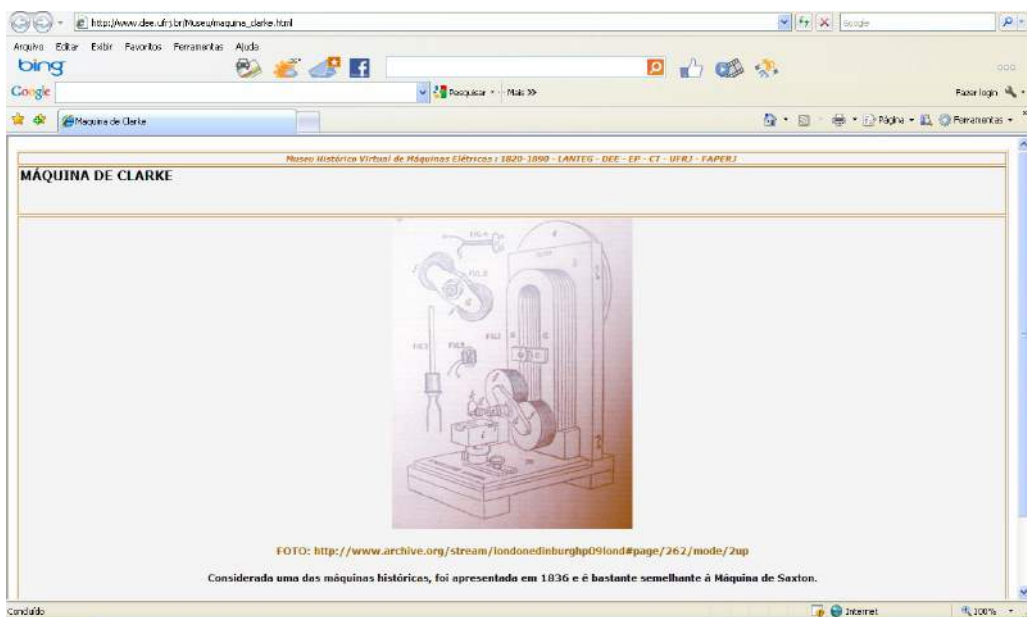 http://www.dee.ufrj.br/Museu/maquina_clarke.html
Google
Arquivo Editar Exibir Favoritos Ferramentas Ajuda
bing
Google
Pesquisar
Mais »
Fazer login
Maquina de Clarke
Página
Ferramentas
Museu Histórico Virtual de Máquinas Elétricas : 1820-1890 - LANTEG - DEE - EP - CT - UFRJ - FAPERJ
MÁQUINA DE CLARKE
FIG.4
FOTO: http://www.archive.org/stream/londonedinburghp09lond#page/262/mode/2up
Considerada uma das máquinas históricas, foi apresentada em 1836 e é bastante semelhante à Máquina de Saxton.
Concluído
Internet
100%